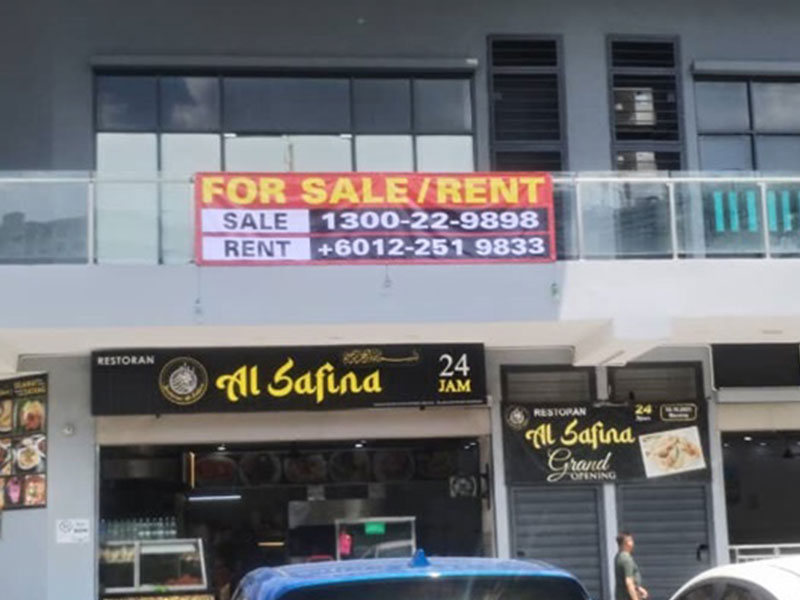 FOR SALE/RENT
SALE 1300-22-9898
RENT +6012-251 9833
RESTORAN
Al Safina
24
JAM
RESTORAN
24
Al Safina
Grand
OPENING